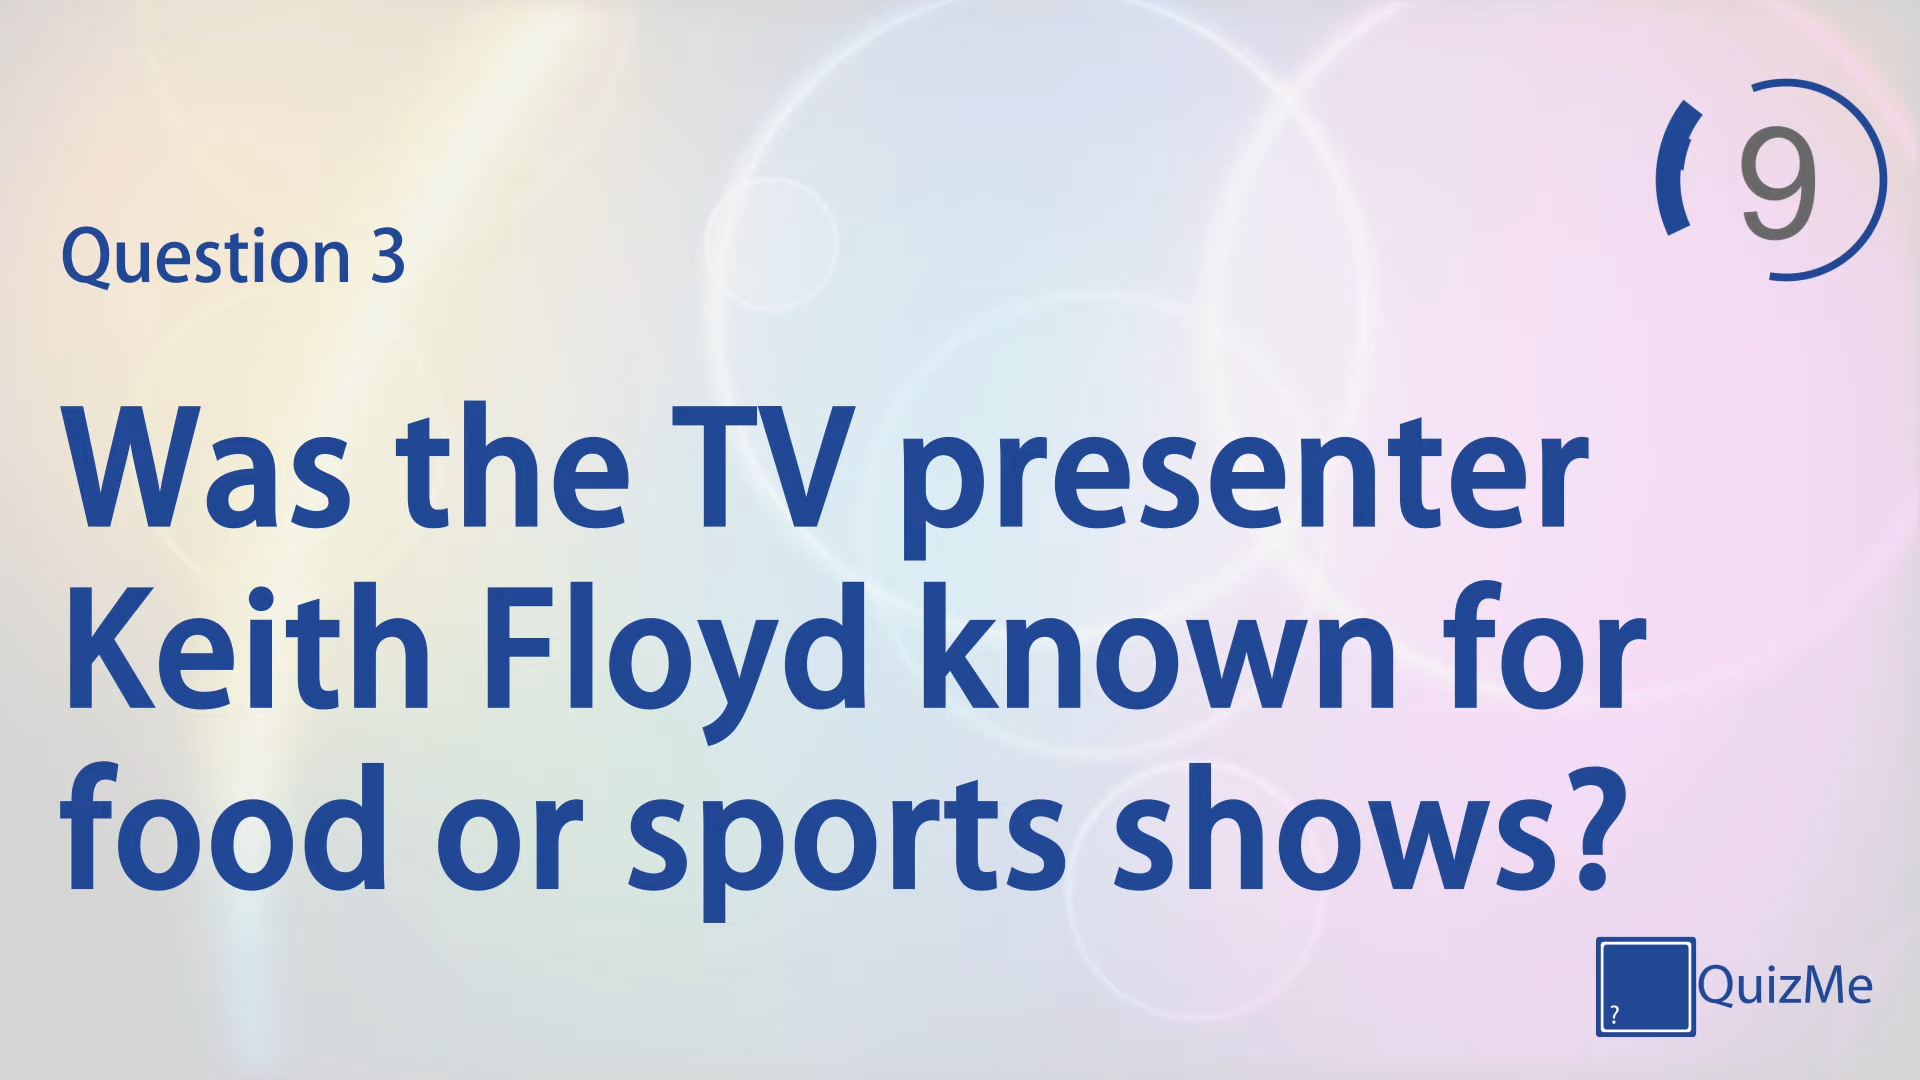 9
Question 3
Was the TV presenter
Keith Floyd known for
food or sports shows?
?
QuizMe